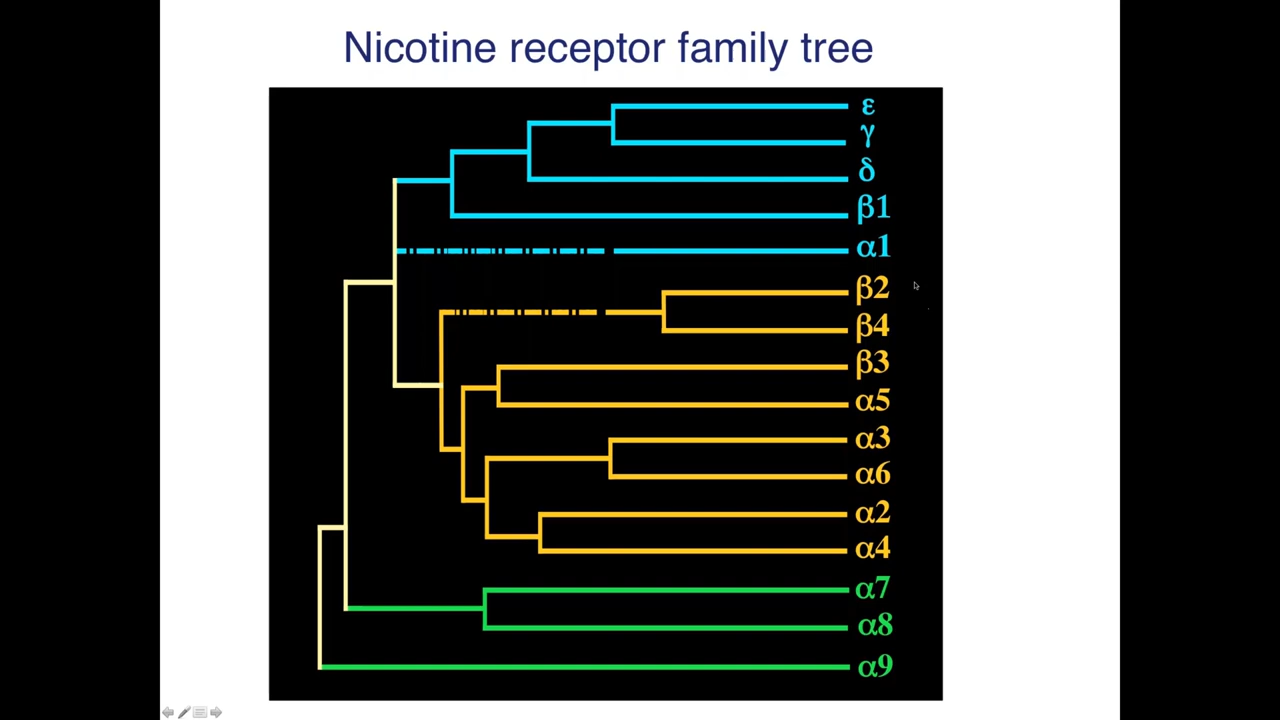 Nicotine receptor family tree
ε
γ
δ
β1
α1
β2
β4
β3
α5
α3
α6
α2
α4
α7
α8
α9